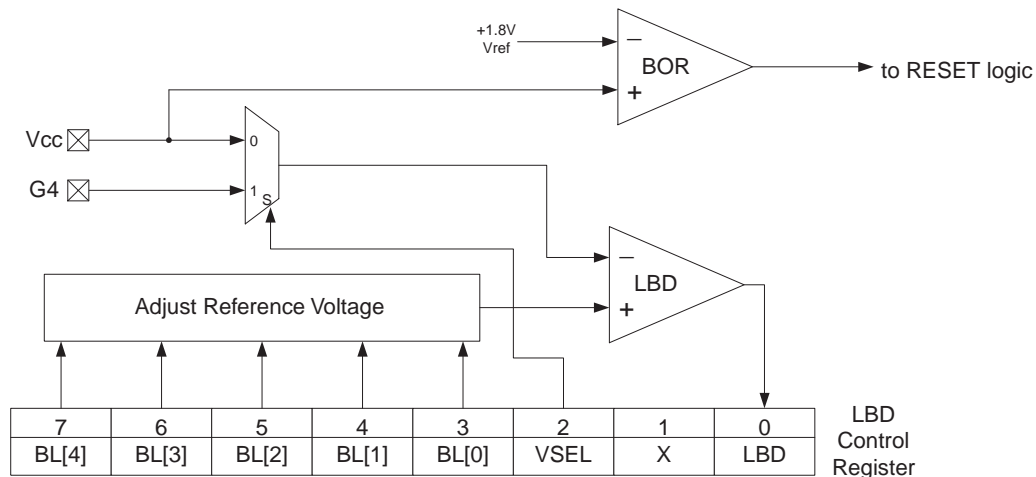 +1.8V
Vref
−
BOR
+
to RESET logic
Vcc
0
G4
1
S
−
LBD
+
Adjust Reference Voltage
7 6 5 4 3 2 1 0
BL[4] BL[3] BL[2] BL[1] BL[0] VSEL X LBD
LBD
Control
Register